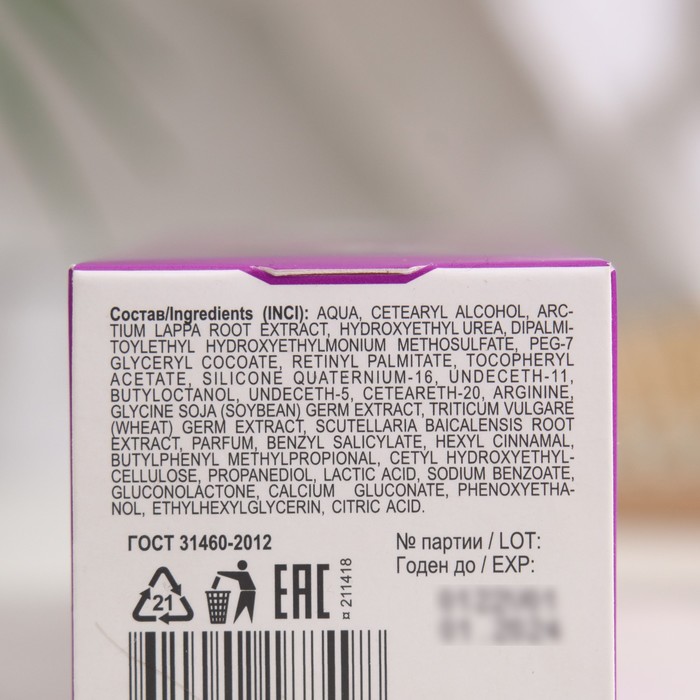 Состав/Ingredients (INCI): AQUA, CETEARYL ALCOHOL, ARC-
TIUM LAPPA ROOT EXTRACT, HYDROXYETHYL UREA, DIPALMI-
TOYLETHYL HYDROXYETHYLMONIUM METHOSULFATE, PEG-7
GLYCERYL COCOATE, RETINYL PALMITATE, TOCOPHERYL
ACETATE, SILICONE QUATERNIUM-16, UNDECETH-11,
BUTYLOCTANOL, UNDECETH-5, CETEARETH-20, ARGININE,
GLYCINE SOJA (SOYBEAN) GERM EXTRACT, TRITICUM VULGARE
(WHEAT) GERM EXTRACT, SCUTELLARIA BAICALENSIS ROOT
EXTRACT, PARFUM, BENZYL SALICYLATE, HEXYL CINNAMAL,
BUTYLPHENYL METHYLPROPIONAL, CETYL HYDROXYETHYL-
CELLULOSE, PROPANEDIOL, LACTIC ACID, SODIUM BENZOATE,
GLUCONOLACTONE, CALCIUM GLUCONATE, PHENOXYETHA-
NOL, ETHYLHEXYLGLYCERIN, CITRIC ACID.
ГОСТ 31460-2012
№ партии / LOT:
Годен до / EXP:
21
EAC
¤ 211418